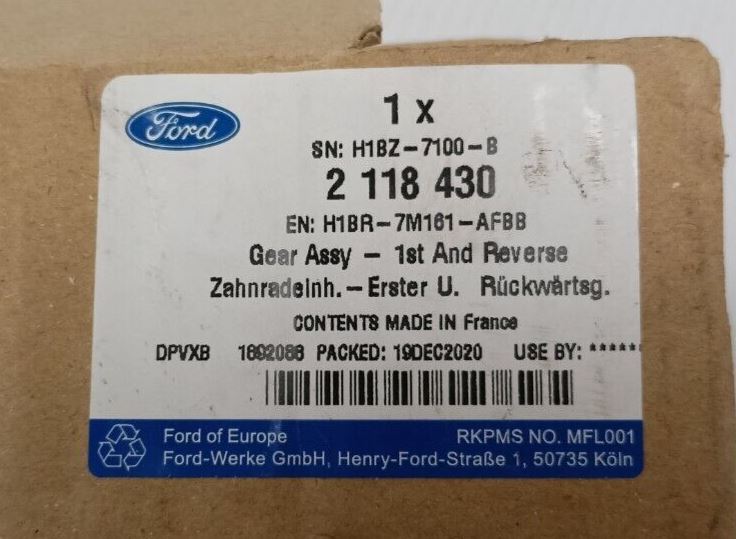 Ford
1 x
SN: H1BZ-7100-B
2 118 430
EN: H1BR-7M161-AFBB
Gear Assy - 1st And Reverse
Zahnradeinh.-Erster U. Rückwärtsg.
CONTENTS MADE IN France
DPVXB 1692086 PACKED: 19DEC2020 USE BY: ******
Ford of Europe RKPMS NO. MFL001
Ford-Werke GmbH, Henry-Ford-Straße 1, 50735 Köln